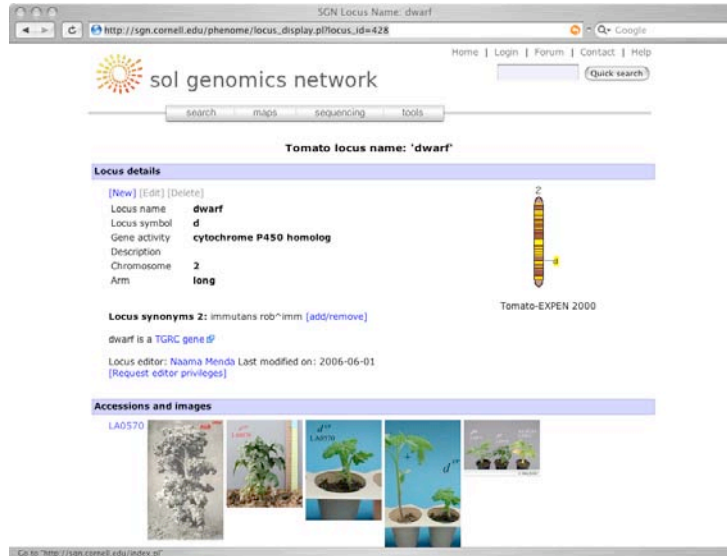 SGN Locus Name: dwarf
http://sgn.cornell.edu/phenome/locus_display.pl?locus_id=428
Google
Home | Login | Forum | Contact | Help
sol genomics network
Quick search
search maps sequencing tools
Tomato locus name: 'dwarf'
Locus details
[New] [Edit] [Delete]
Locus name dwarf
Locus symbol d
Gene activity cytochrome P450 homolog
Description
Chromosome 2
Arm long
2
d
Tomato-EXPEN 2000
Locus synonyms 2: immutans rob^imm [add/remove]
dwarf is a TGRC gene
Locus editor: Naama Menda Last modified on: 2006-06-01
[Request editor privileges]
Accessions and images
LA0570
LA0570
d
Go to "http://sgn.cornell.edu/index.pl"